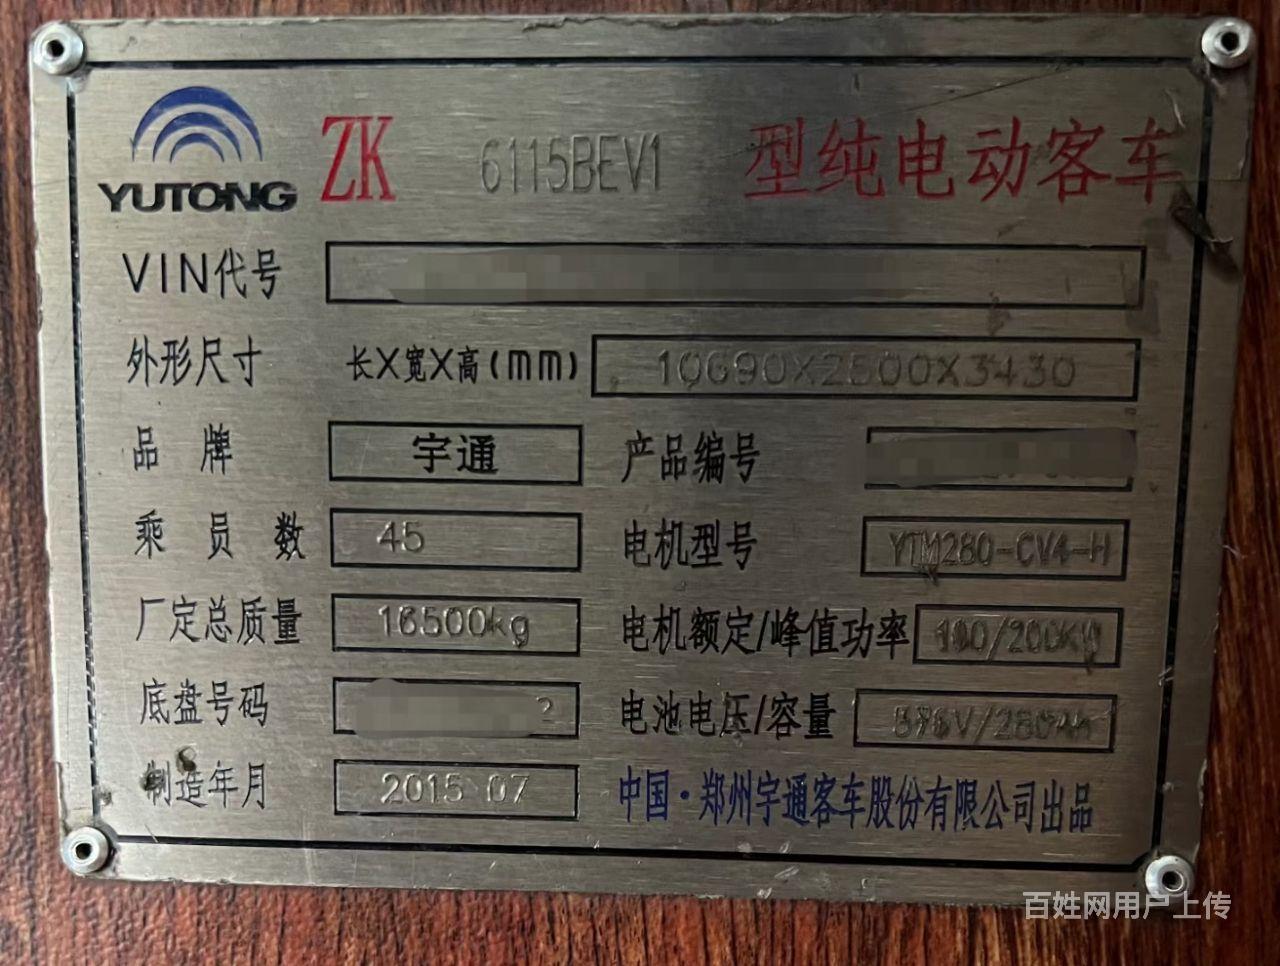 YUTONG ZK 6115BEV1 型纯电动客车
VIN代号
外形尺寸 长X宽X高(mm) 10690X2500X3430
品牌 宇通 产品编号
乘员数 45 电机型号 YTM280-CV4-H
厂定总质量 16500kg 电机额定/峰值功率 100/200KW
底盘号码 2 电池电压/容量
制造年月 2015 07 中国·郑州宇通客车股份有限公司出品
百姓网用户上传